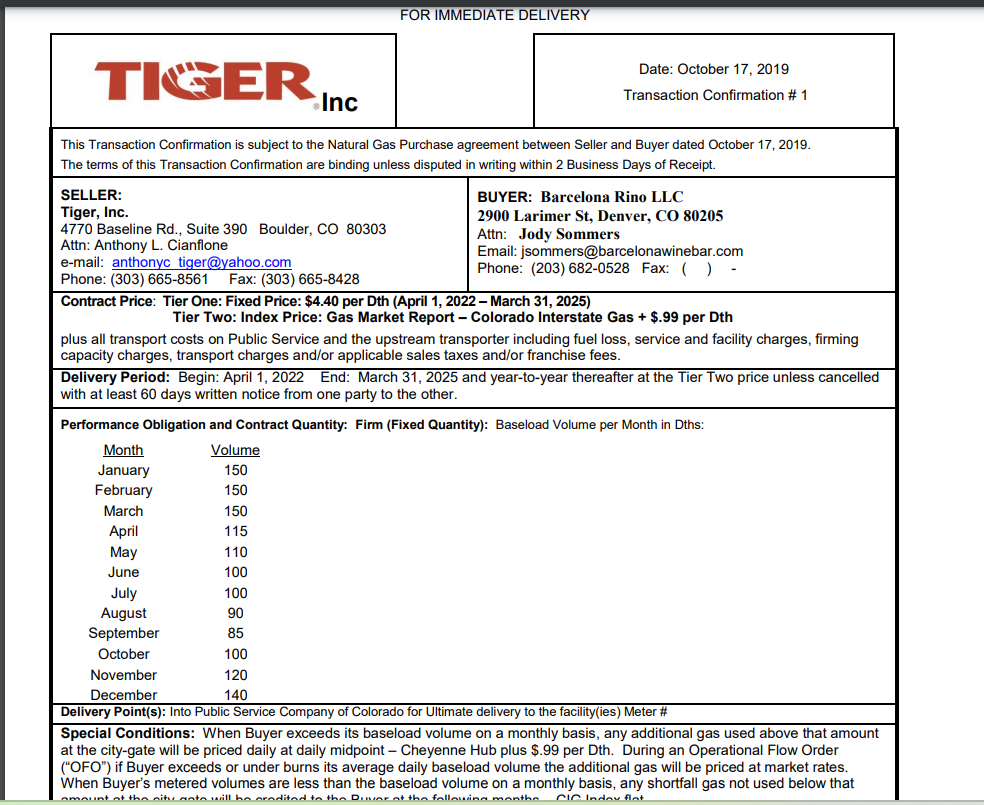 FOR IMMEDIATE DELIVERY
TIGER® Inc
Date: October 17, 2019
Transaction Confirmation # 1
This Transaction Confirmation is subject to the Natural Gas Purchase agreement between Seller and Buyer dated October 17, 2019.
The terms of this Transaction Confirmation are binding unless disputed in writing within 2 Business Days of Receipt.
SELLER:
Tiger, Inc.
4770 Baseline Rd., Suite 390 Boulder, CO 80303
Attn: Anthony L. Cianflone
e-mail: anthonyc_tiger@yahoo.com
Phone: (303) 665-8561 Fax: (303) 665-8428
BUYER: Barcelona Rino LLC
2900 Larimer St, Denver, CO 80205
Attn: Jody Sommers
Email: jsommers@barcelonawinebar.com
Phone: (203) 682-0528 Fax: ( ) -
Contract Price: Tier One: Fixed Price: $4.40 per Dth (April 1, 2022 – March 31, 2025)
Tier Two: Index Price: Gas Market Report – Colorado Interstate Gas + $.99 per Dth
plus all transport costs on Public Service and the upstream transporter including fuel loss, service and facility charges, firming
capacity charges, transport charges and/or applicable sales taxes and/or franchise fees.
Delivery Period: Begin: April 1, 2022 End: March 31, 2025 and year-to-year thereafter at the Tier Two price unless cancelled
with at least 60 days written notice from one party to the other.
Performance Obligation and Contract Quantity: Firm (Fixed Quantity): Baseload Volume per Month in Dths:
Month Volume
January 150
February 150
March 150
April 115
May 110
June 100
July 100
August 90
September 85
October 100
November 120
December 140
Delivery Point(s): Into Public Service Company of Colorado for Ultimate delivery to the facility(ies) Meter #
Special Conditions: When Buyer exceeds its baseload volume on a monthly basis, any additional gas used above that amount
at the city-gate will be priced daily at daily midpoint – Cheyenne Hub plus $.99 per Dth. During an Operational Flow Order
("OFO") if Buyer exceeds or under burns its average daily baseload volume the additional gas will be priced at market rates.
When Buyer's metered volumes are less than the baseload volume on a monthly basis, any shortfall gas not used below that
amount at the city-gate will be credited to the Buyer at the following months – CIG Index flat